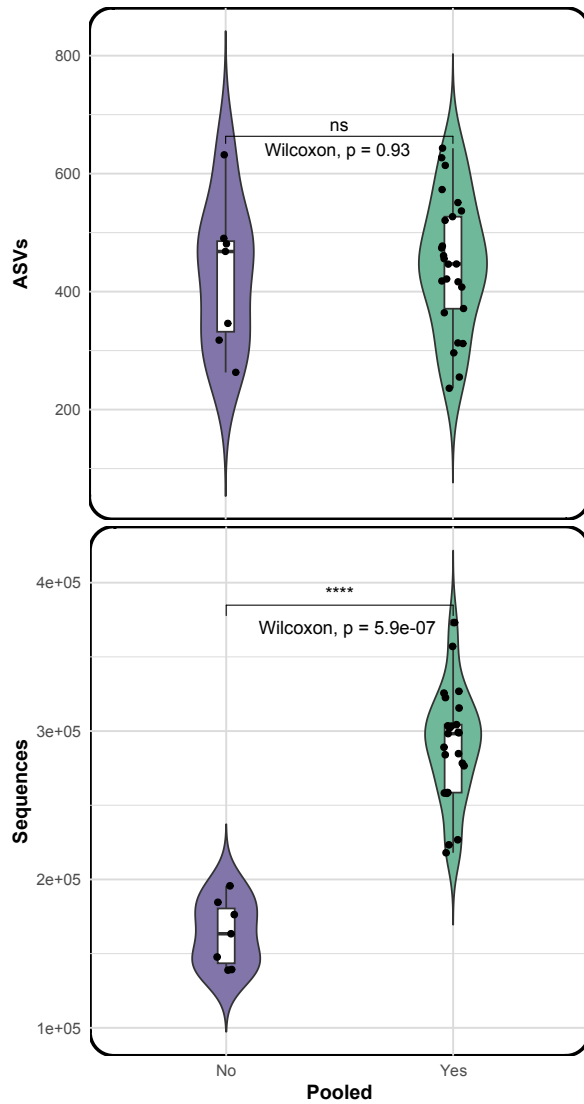 800
ns
Wilcoxon, p = 0.93
600
ASVs
400
200
4e+05
****
Wilcoxon, p = 5.9e-07
3e+05
Sequences
2e+05
1e+05
No Yes
Pooled